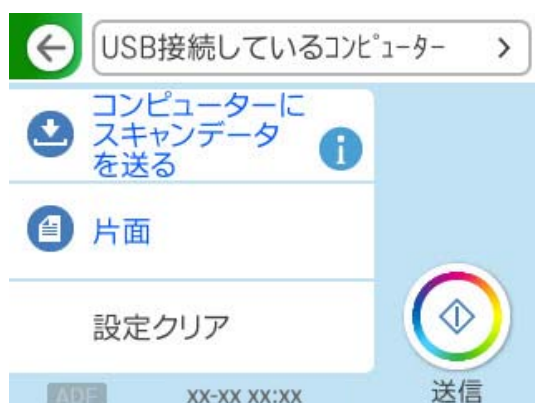 USB接続しているｺﾝﾋﾟｭｰﾀｰ
コンピューターに
スキャンデータ
を送る
片面
設定クリア
送信
ADF
XX-XX XX:XX